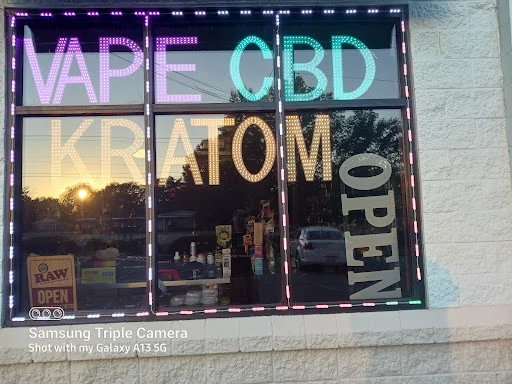 VAPE CBD
KRATOM
OPEN
RAW
OPEN
Samsung Triple Camera
Shot with my Galaxy A13 5G